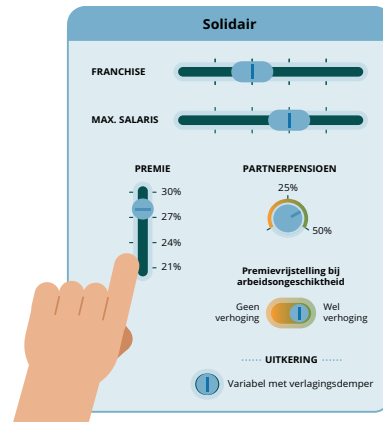 Solidair
FRANCHISE
MAX. SALARIS
PREMIE
30%
27%
24%
21%
PARTNERPENSIOEN
25%
50%
Premievrijstelling bij
arbeidsongeschiktheid
Geen
verhoging
Wel
verhoging
UITKERING
Variabel met verlagingsdemper